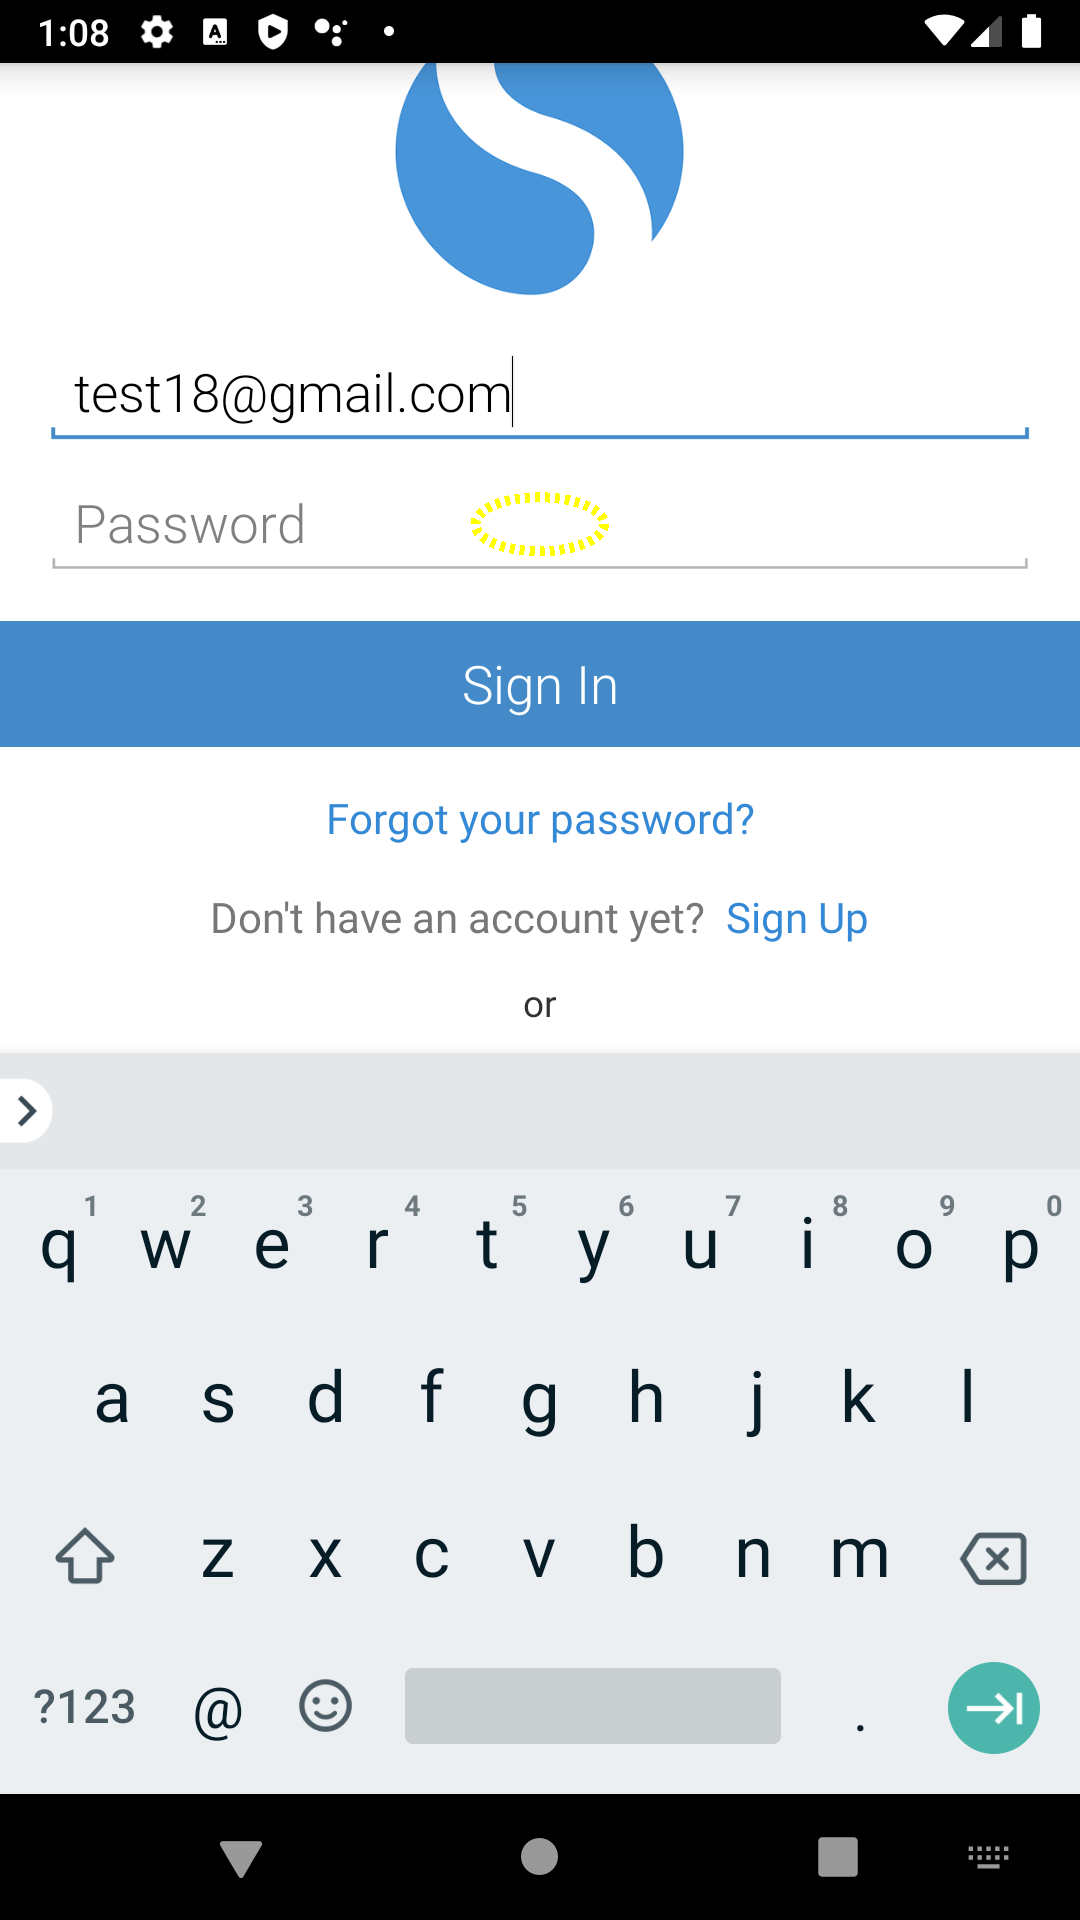 1:08
test18@gmail.com
Password
Sign In
Forgot your password?
Don't have an account yet? Sign Up
or
1 2 3 4 5 6 7 8 9 0
q w e r t y u i o p
a s d f g h j k l
z x c v b n m
?123 @ .